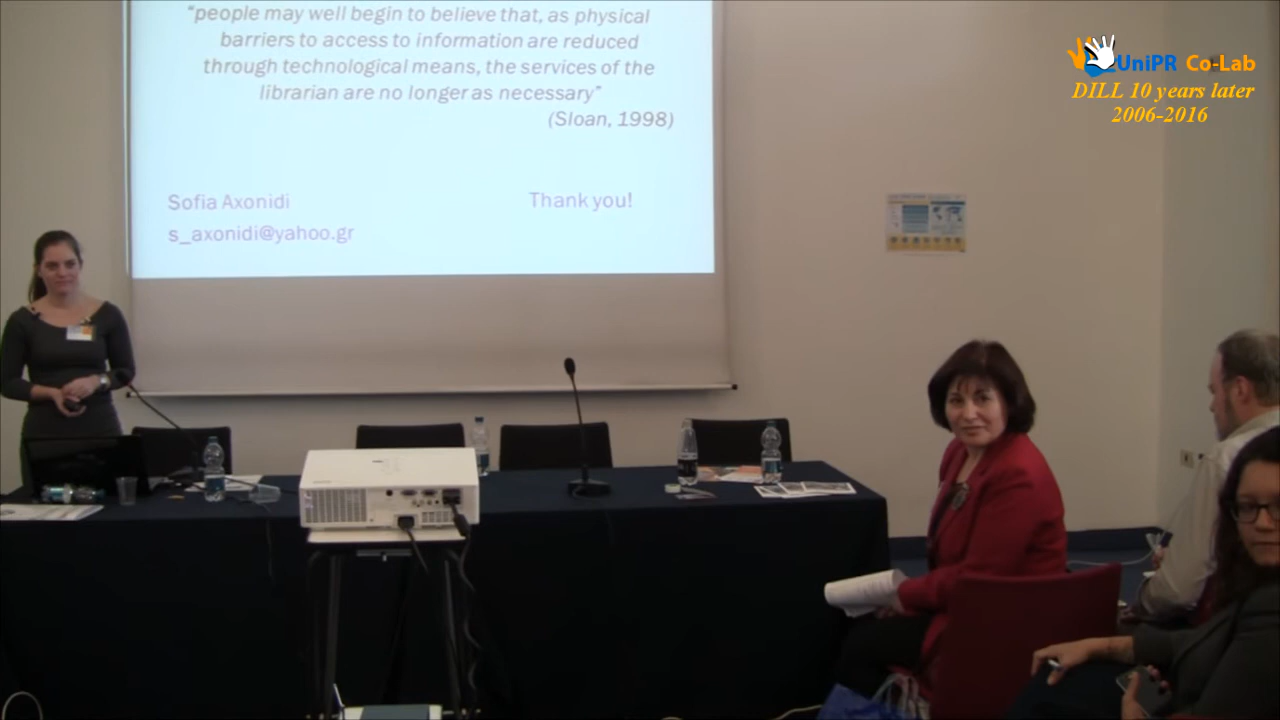 “people may well begin to believe that, as physical
barriers to access to information are reduced
through technological means, the services of the
librarian are no longer as necessary”
(Sloan, 1998)
Sofia Axonidi
Thank you!
s_axonidi@yahoo.gr
UniPR Co-Lab
DILL 10 years later
2006-2016